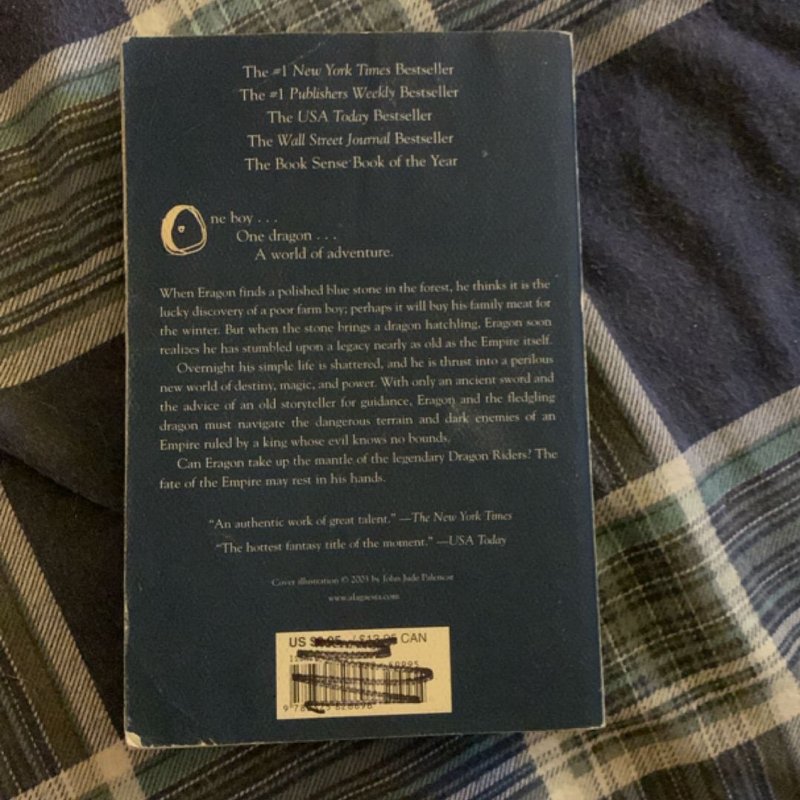 The #1 New York Times Bestseller
The #1 Publishers Weekly Bestseller
The USA Today Bestseller
The Wall Street Journal Bestseller
The Book Sense Book of the Year
One boy . . .
One dragon . . .
A world of adventure.
When Eragon finds a polished blue stone in the forest, he thinks it is the
lucky discovery of a poor farm boy; perhaps it will buy his family meat for
the winter. But when the stone brings a dragon hatchling, Eragon soon
realizes he has stumbled upon a legacy nearly as old as the Empire itself.
Overnight his simple life is shattered, and he is thrust into a perilous
new world of destiny, magic, and power. With only an ancient sword and
the advice of an old storyteller for guidance, Eragon and the fledgling
dragon must navigate the dangerous terrain and dark enemies of an
Empire ruled by a king whose evil knows no bounds.
Can Eragon take up the mantle of the legendary Dragon Riders? The
fate of the Empire may rest in his hands.
"An authentic work of great talent." —The New York Times
"The hottest fantasy title of the moment." —USA Today
Cover illustration © 2003 by John Jude Palencar
www.alagaesia.com
US CAN